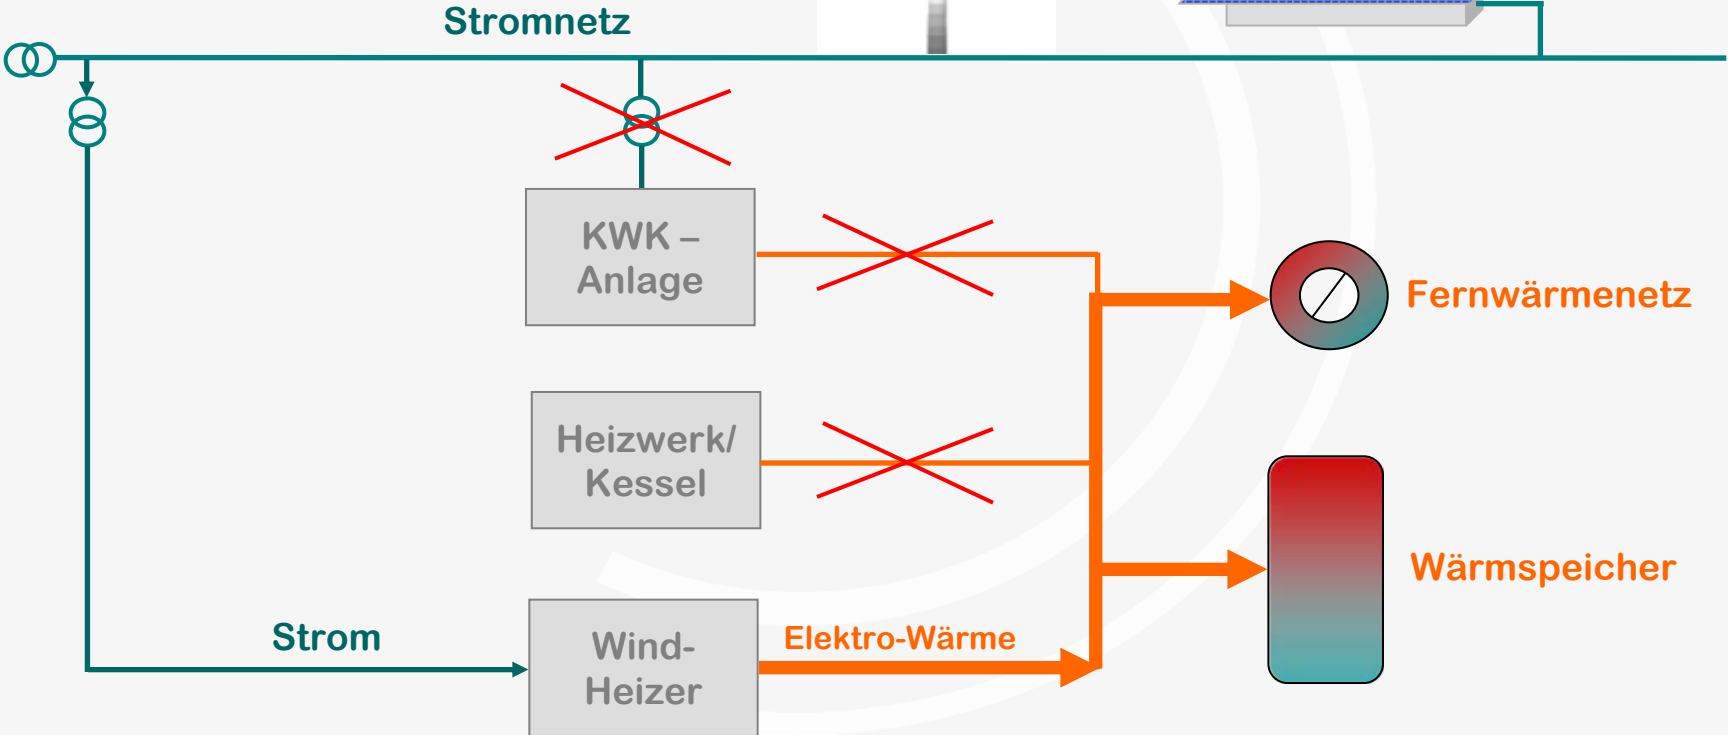 Stromnetz
KWK –
Anlage
Fernwärmenetz
Heizwerk/
Kessel
Wärmspeicher
Strom
Wind-
Heizer
Elektro-Wärme